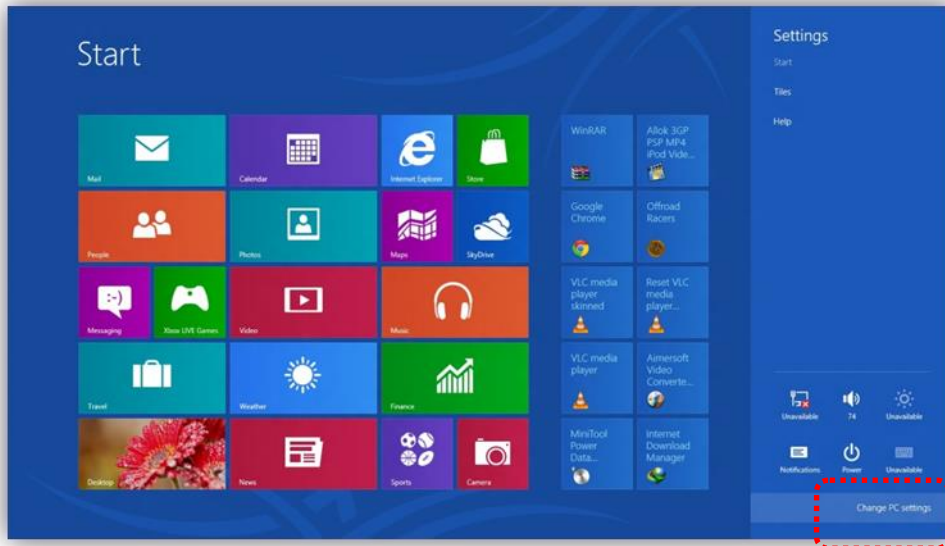 Start
Mail
Calendar
Internet Explorer
Store
People
Photos
Maps
SkyDrive
Messaging
Xbox LIVE Games
Video
Music
Travel
Weather
Finance
Desktop
News
Sports
Camera
WinRAR
Allok 3GP
PSP MP4
iPod Vide...
Google
Chrome
Offroad
Racers
VLC media
player
skinned
Reset VLC
media
player...
VLC media
player
Aimersoft
Video
Converte...
MiniTool
Power
Data...
Internet
Download
Manager
Settings
Start
Tiles
Help
Unavailable
74
Unavailable
Notifications
Power
Unavailable
Change PC settings